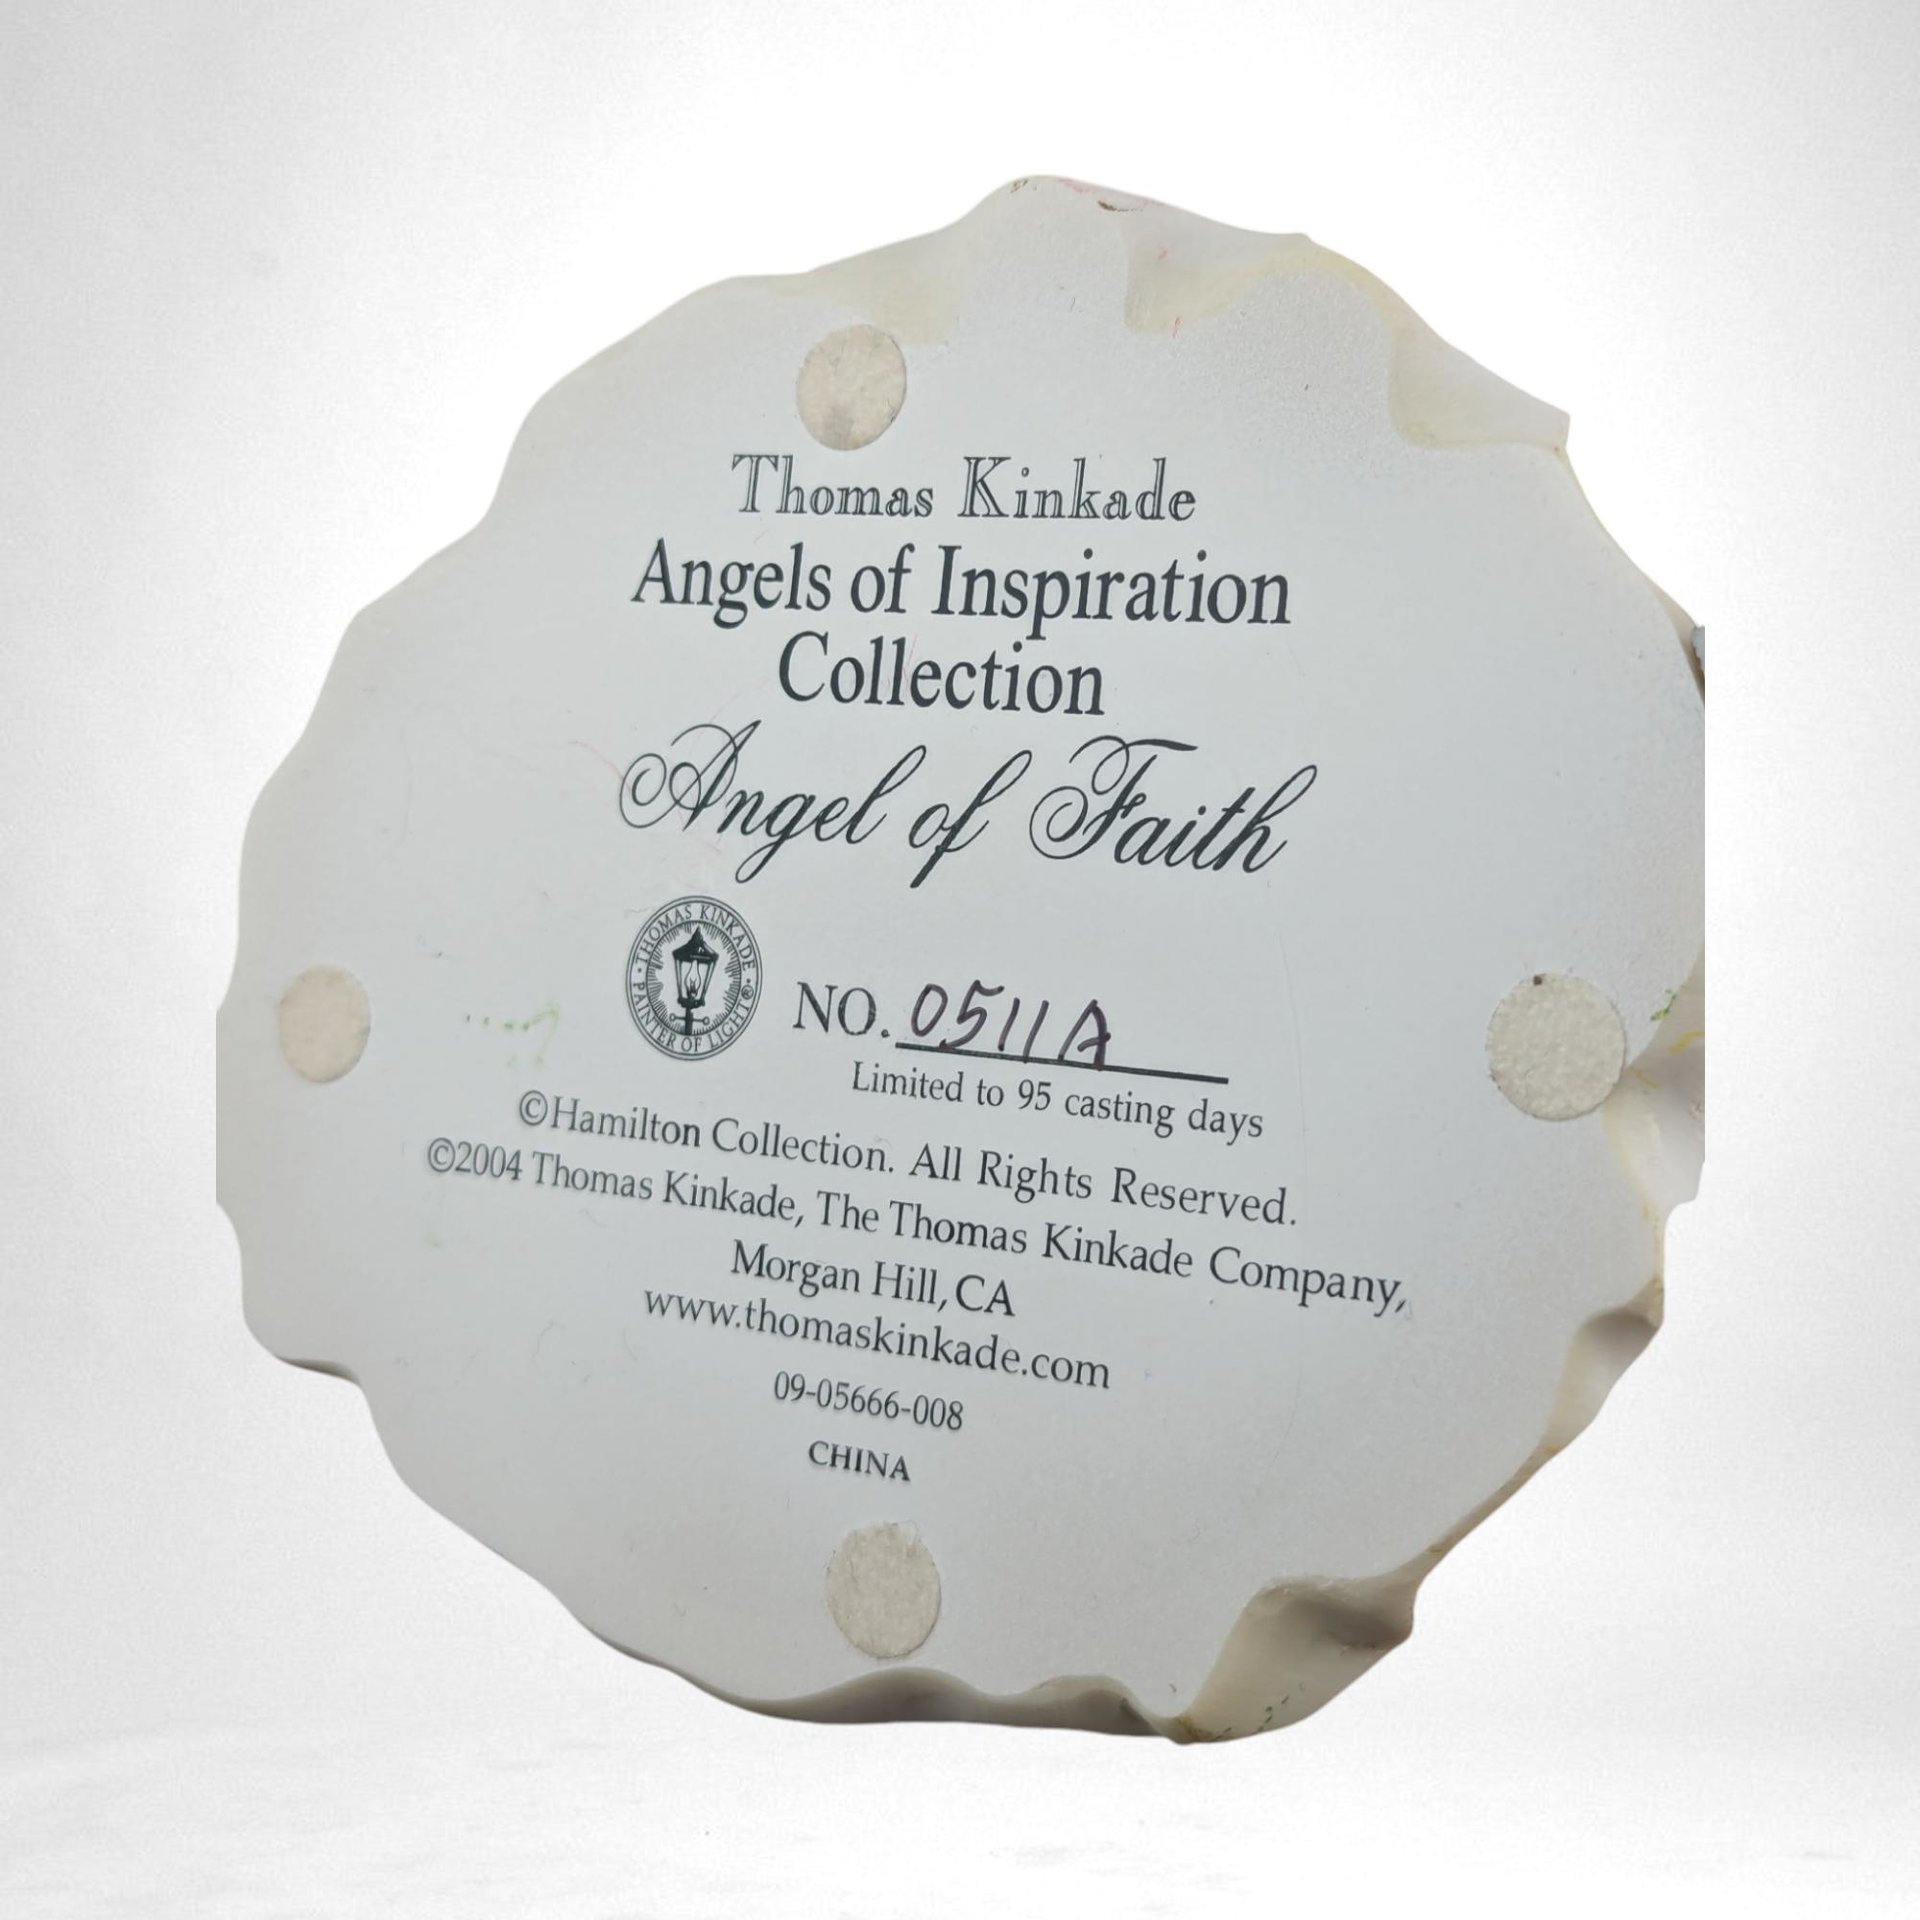 Thomas Kinkade
Angels of Inspiration
Collection
Angel of Faith
THOMAS KINKADE
PAINTER OF LIGHT®
NO. 0511A
Limited to 95 casting days
©Hamilton Collection. All Rights Reserved.
©2004 Thomas Kinkade, The Thomas Kinkade Company,
Morgan Hill, CA
www.thomaskinkade.com
09-05666-008
CHINA